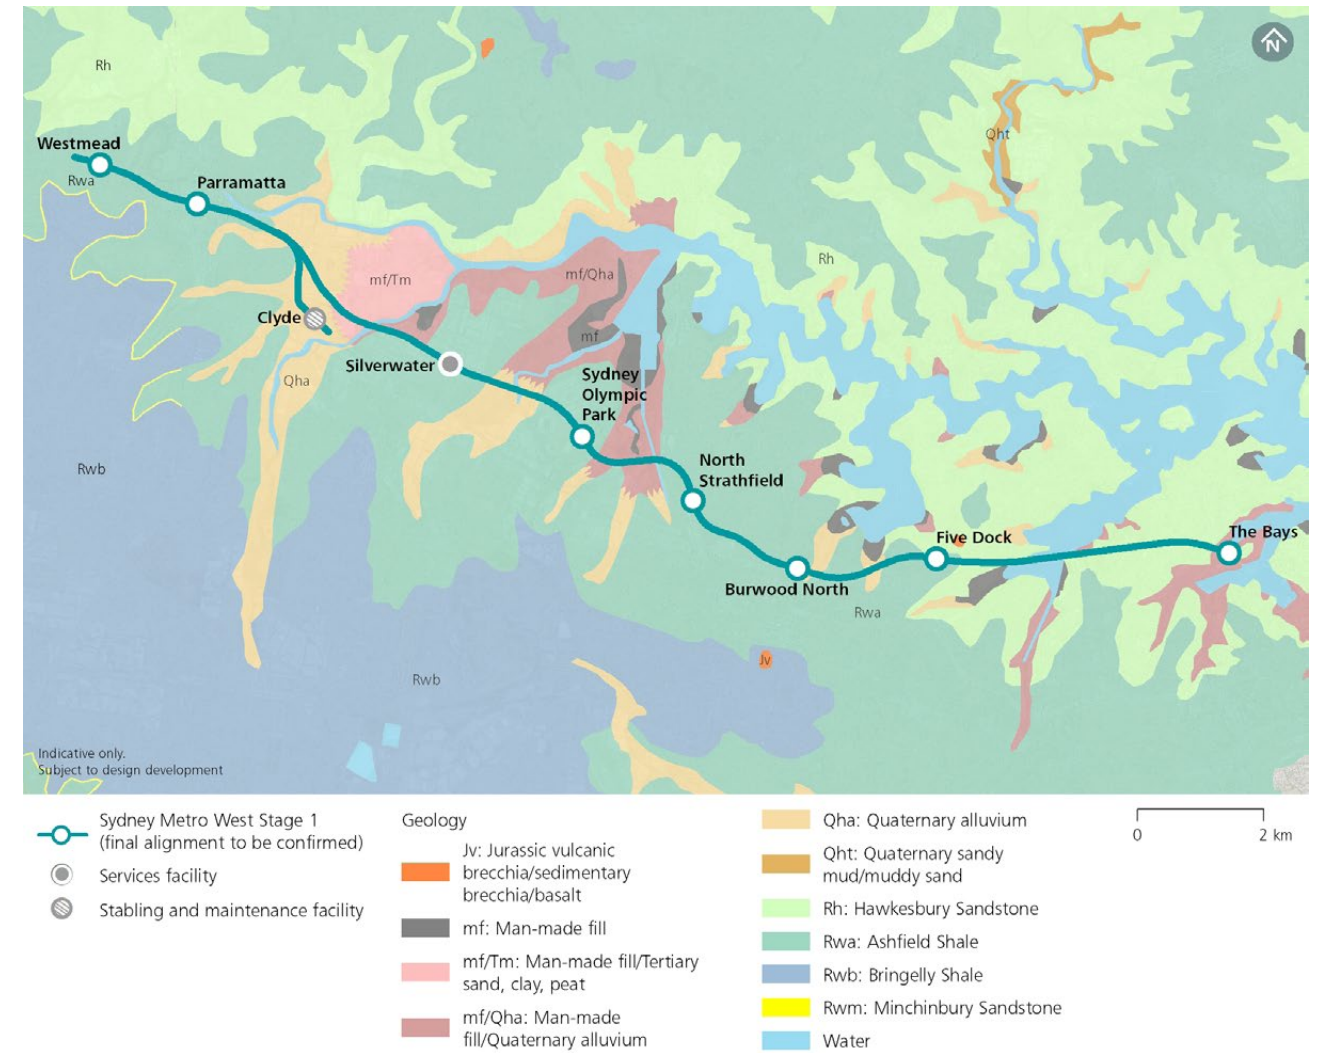 N
Rh
Qht
Westmead
Rwa
Parramatta
Rh
mf/Qha
mf/Tm
Clyde
mf
Silverwater
Sydney
Olympic
Park
Qha
North
Strathfield
Rwb
Five Dock
The Bays
Burwood North
Rwa
Jv
Rwb
Indicative only.
Subject to design development
Sydney Metro West Stage 1
(final alignment to be confirmed)
Services facility
Stabling and maintenance facility
Geology
Jv: Jurassic vulcanic
brecchia/sedimentary
brecchia/basalt
mf: Man-made fill
mf/Tm: Man-made fill/Tertiary
sand, clay, peat
mf/Qha: Man-made
fill/Quaternary alluvium
Qha: Quaternary alluvium
Qht: Quaternary sandy
mud/muddy sand
Rh: Hawkesbury Sandstone
Rwa: Ashfield Shale
Rwb: Bringelly Shale
Rwm: Minchinbury Sandstone
Water
0 2 km